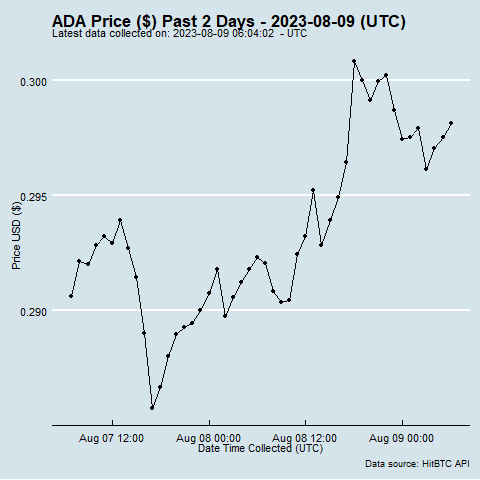 ADA Price ($) Past 2 Days - 2023-08-09 (UTC)
Latest data collected on: 2023-08-09 06:04:02 - UTC
0.300
0.295
0.290
Price USD ($)
Aug 07 12:00
Aug 08 00:00
Aug 08 12:00
Aug 09 00:00
Date Time Collected (UTC)
Data source: HitBTC API